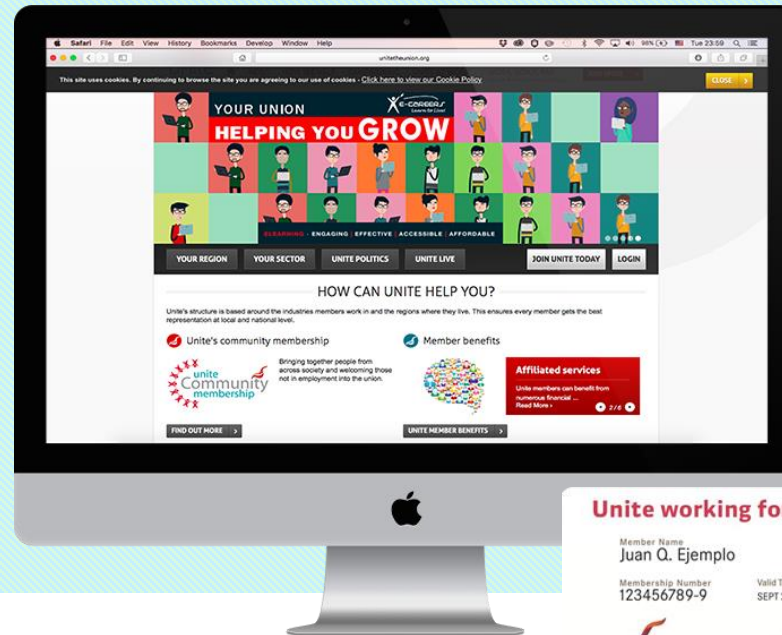 Safari File Edit View History Bookmarks Develop Window Help
98% Tue 23:59
unitetheunion.org
This site uses cookies. By continuing to browse the site you are agreeing to our use of cookies - Click here to view our Cookie Policy
CLOSE >
YOUR UNION
E-CAREERS
Learn for Live!
HELPING YOU GROW
ELEARNING - ENGAGING | EFFECTIVE | ACCESSIBLE | AFFORDABLE
YOUR REGION YOUR SECTOR UNITE POLITICS UNITE LIVE JOIN UNITE TODAY LOGIN
HOW CAN UNITE HELP YOU?
Unite's structure is based around the industries members work in and the regions where they live. This ensures every member gets the best
representation at local and national level.
Unite's community membership
unite
Community
membership
Bringing together people from
across society and welcoming those
not in employment into the union.
FIND OUT MORE >
Member benefits
Affiliated services
Unite members can benefit from
numerous financial ...
Read More ›
2/6
UNITE MEMBER BENEFITS >
Unite working fo
Member Name
Juan Q. Ejemplo
Membership Number Valid T
123456789-9 SEPT